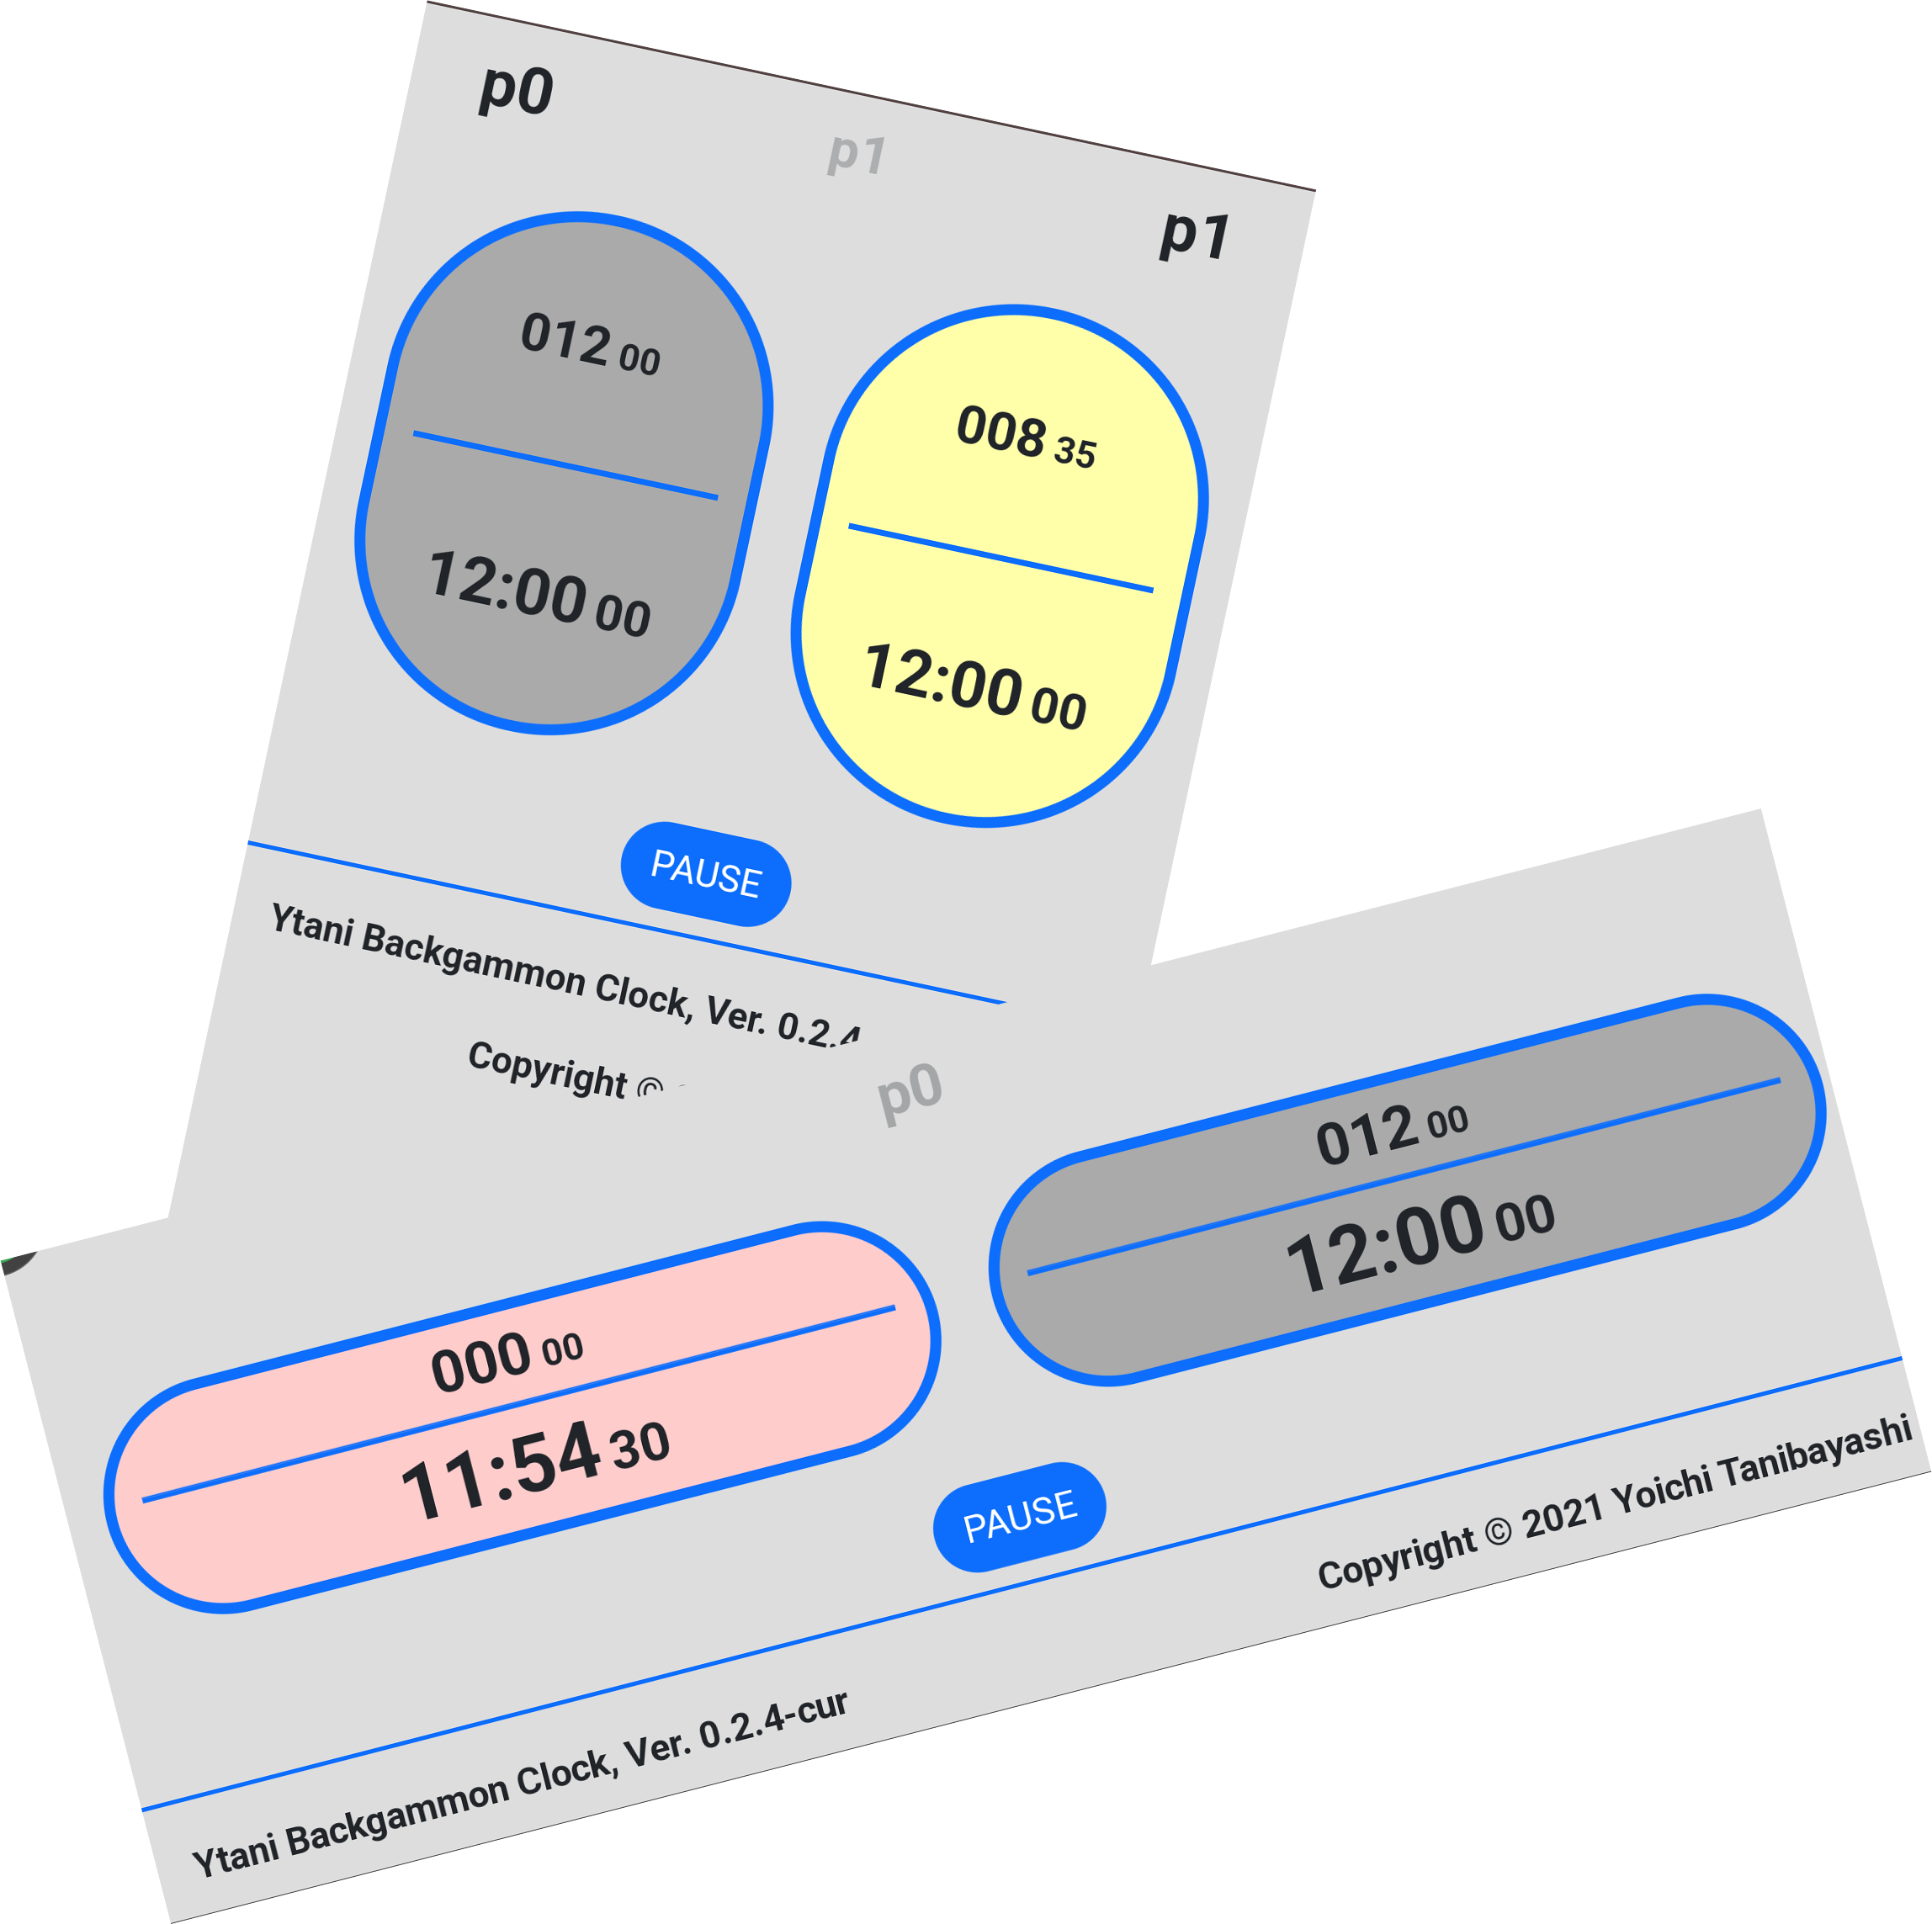 p0
p1
p1
012 00
12:00 00
008 35
12:00 00
PAUSE
Ytani Backgammon Clock, Ver. 0.2.4
Copyright ©
p0
000 00
11:54 30
012 00
12:00 00
PAUSE
Ytani Backgammon Clock, Ver. 0.2.4-cur
Copyright © 2021 Yoichi Tanibayashi